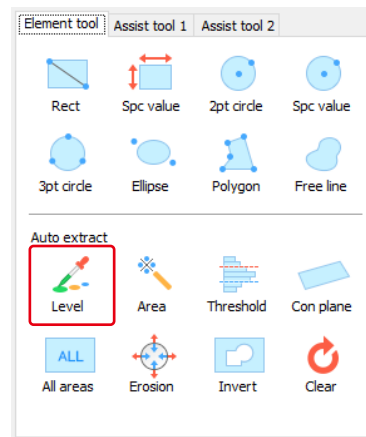 Element tool Assist tool 1 Assist tool 2
Rect Spc value 2pt circle Spc value
3pt circle Ellipse Polygon Free line
Auto extract
Level Area Threshold Con plane
ALL
All areas Erosion Invert Clear